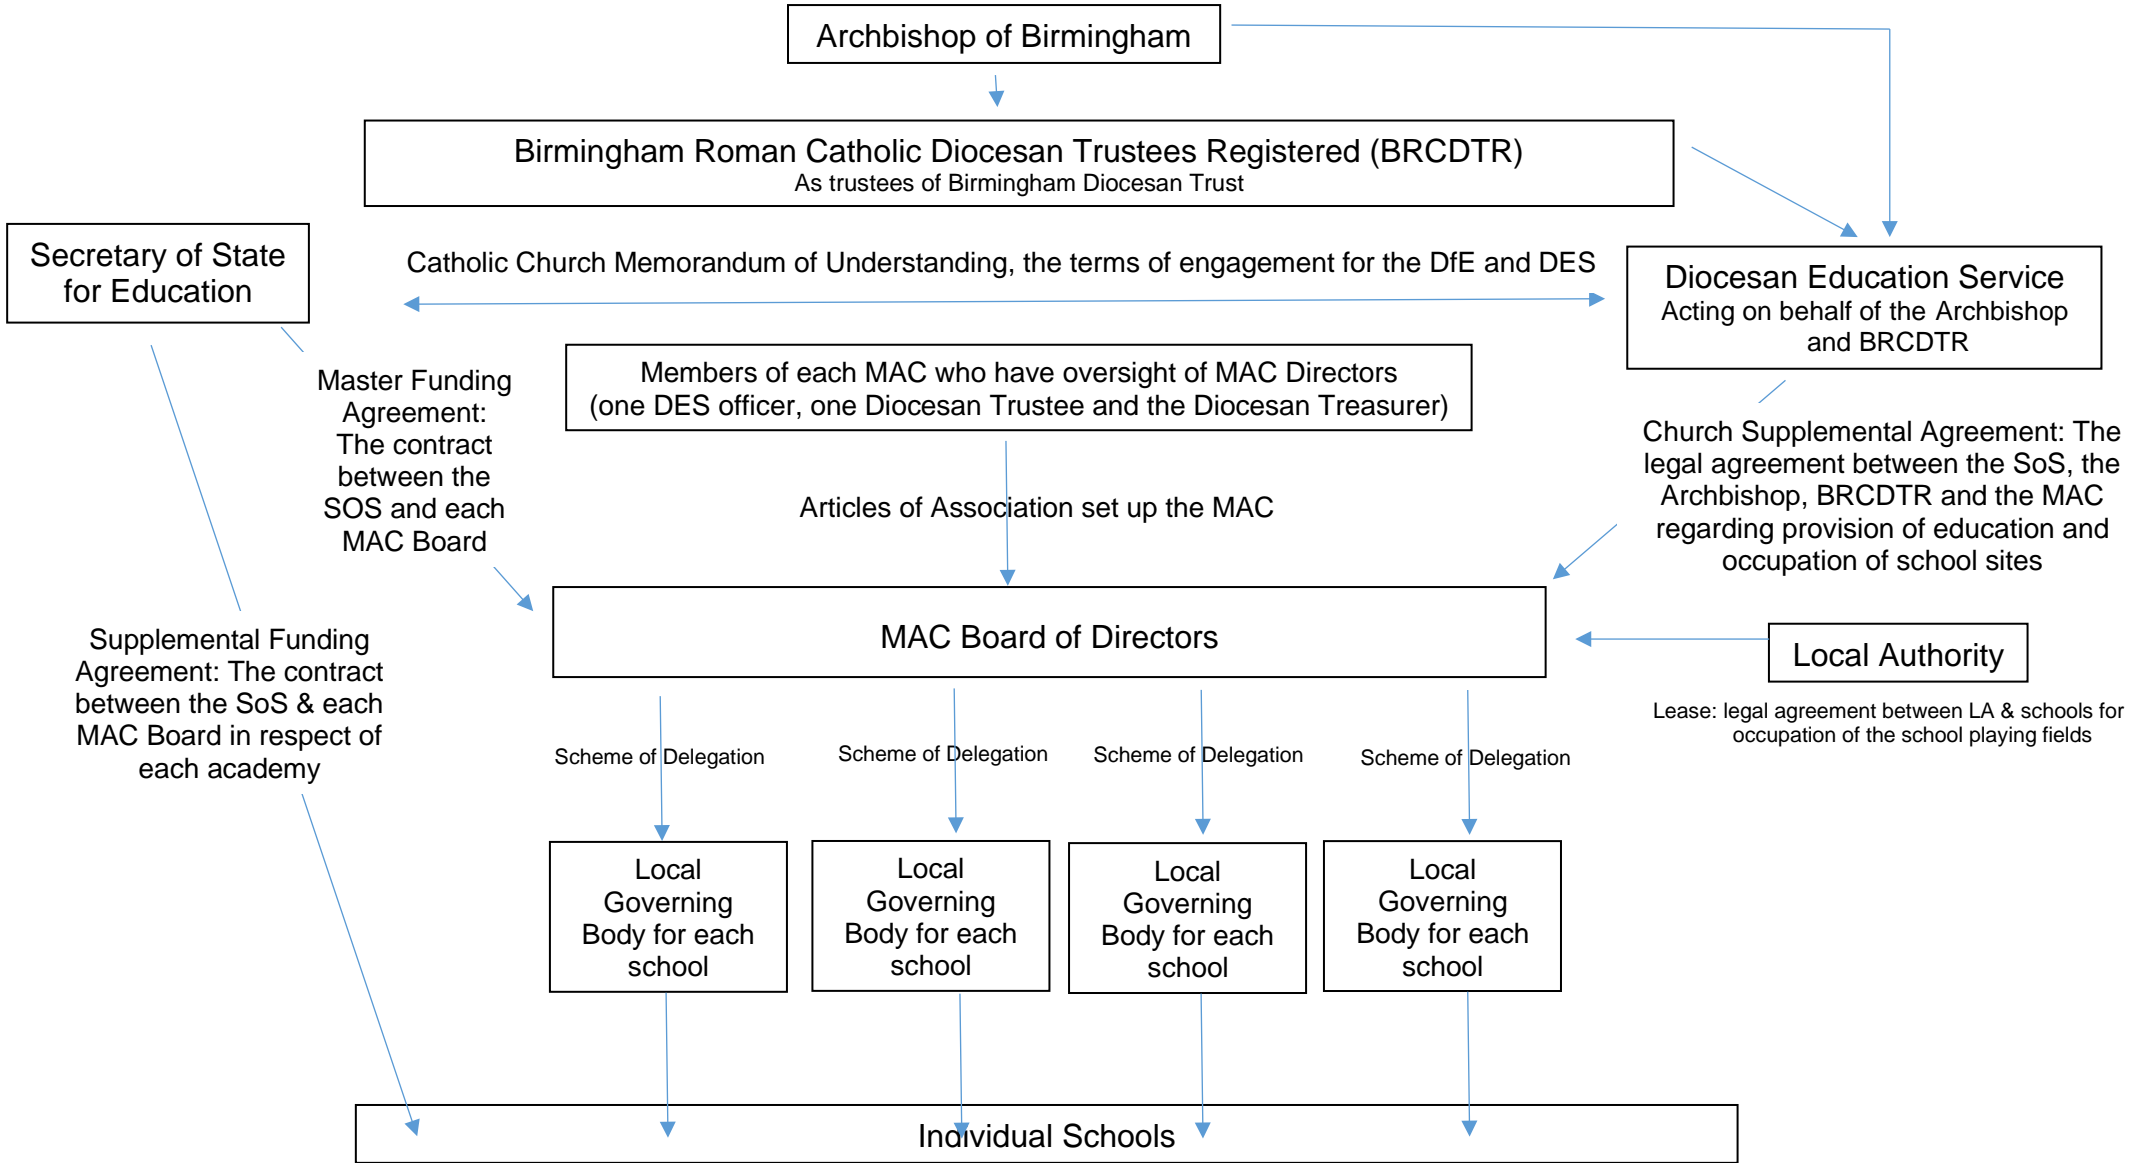 Archbishop of Birmingham
Birmingham Roman Catholic Diocesan Trustees Registered (BRCDTR)
As trustees of Birmingham Diocesan Trust
Secretary of State
for Education
Catholic Church Memorandum of Understanding, the terms of engagement for the DfE and DES
Diocesan Education Service
Acting on behalf of the Archbishop
and BRCDTR
Members of each MAC who have oversight of MAC Directors
(one DES officer, one Diocesan Trustee and the Diocesan Treasurer)
Master Funding
Agreement:
The contract
between the
SOS and each
MAC Board
Articles of Association set up the MAC
Church Supplemental Agreement: The
legal agreement between the SoS, the
Archbishop, BRCDTR and the MAC
regarding provision of education and
occupation of school sites
MAC Board of Directors
Local Authority
Lease: legal agreement between LA & schools for
occupation of the school playing fields
Supplemental Funding
Agreement: The contract
between the SoS & each
MAC Board in respect of
each academy
Scheme of Delegation
Scheme of Delegation
Scheme of Delegation
Scheme of Delegation
Local
Governing
Body for each
school
Local
Governing
Body for each
school
Local
Governing
Body for each
school
Local
Governing
Body for each
school
Individual Schools